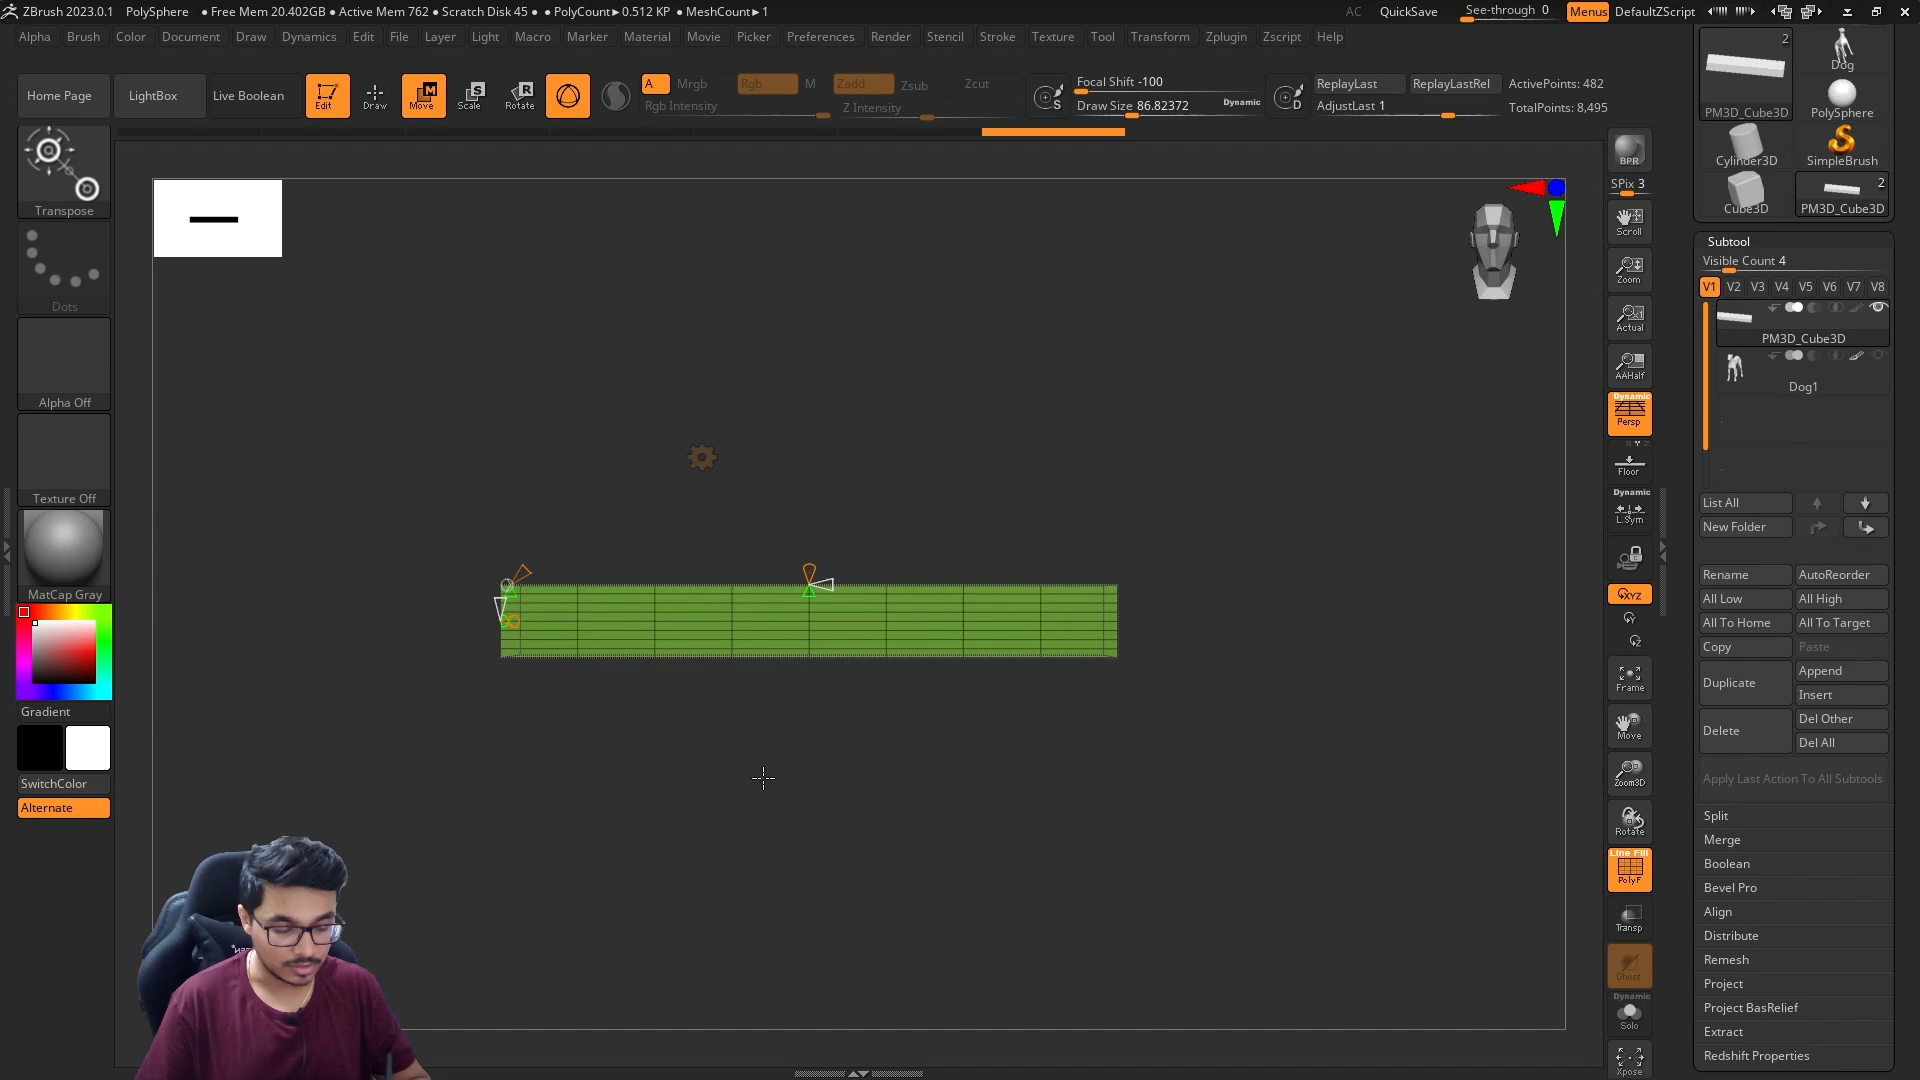 ZBrush 2023.0.1 PolySphere ● Free Mem 20.402GB ● Active Mem 762 ● Scratch Disk 45 ● ● PolyCount▸0.512 KP ● MeshCount▸1 AC QuickSave See-through 0 Menus DefaultZScript
Alpha Brush Color Document Draw Dynamics Edit File Layer Light Macro Marker Material Movie Picker Preferences Render Stencil Stroke Texture Tool Transform Zplugin Zscript Help
Home Page LightBox Live Boolean Edit Draw Move Scale Rotate
A Mrgb Rgb M Zadd Zsub Zcut
Rgb Intensity Z Intensity
Focal Shift -100
Draw Size 86.82372 Dynamic
ReplayLast ReplayLastRel ActivePoints: 482
AdjustLast 1 TotalPoints: 8,495
Transpose
Dots
Alpha Off
Texture Off
MatCap Gray
Gradient
SwitchColor
Alternate
BPR
SPix 3
Scroll
Zoom
Actual
AAHalf
Dynamic
Persp
Floor
Dynamic
L.Sym
XYZ
Frame
Move
Zoom3D
Rotate
Line Fill
PolyF
Transp
Ghost
Dynamic
Solo
Xpose
2
PM3D_Cube3D
Dog
PolySphere
Cylinder3D SimpleBrush
2
Cube3D PM3D_Cube3D
Subtool
Visible Count 4
V1 V2 V3 V4 V5 V6 V7 V8
PM3D_Cube3D
Dog1
List All
New Folder
Rename AutoReorder
All Low All High
All To Home All To Target
Copy Paste
Duplicate Append
Insert
Delete Del Other
Del All
Apply Last Action To All Subtools
Split
Merge
Boolean
Bevel Pro
Align
Distribute
Remesh
Project
Project BasRelief
Extract
Redshift Properties